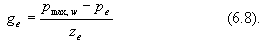 g_e = (p_max, w − p_e) / z_e (6.8).